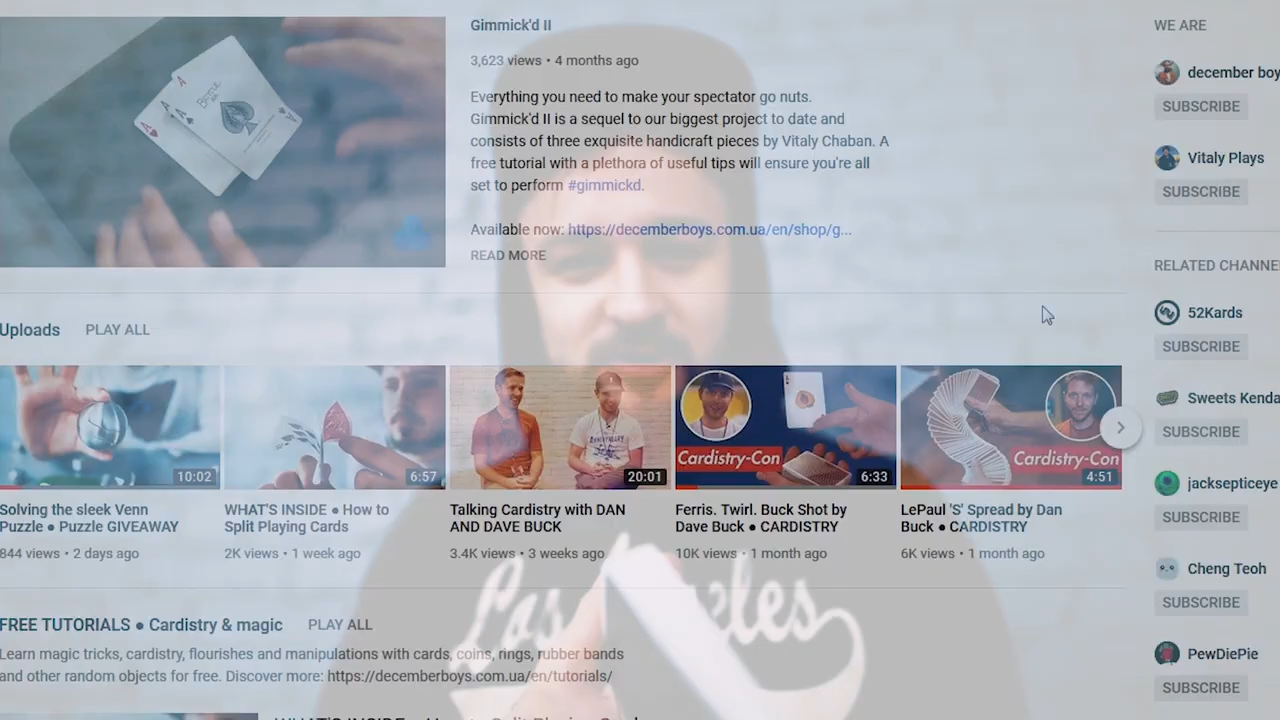 Gimmick'd II
3,623 views • 4 months ago
Everything you need to make your spectator go nuts.
Gimmick'd II is a sequel to our biggest project to date and
consists of three exquisite handicraft pieces by Vitaly Chaban. A
free tutorial with a plethora of useful tips will ensure you're all
set to perform #gimmickd.
Available now: https://decemberboys.com.ua/en/shop/g...
READ MORE
WE ARE
december boy
SUBSCRIBE
Vitaly Plays
SUBSCRIBE
RELATED CHANNE
52Kards
SUBSCRIBE
Sweets Kenda
SUBSCRIBE
jacksepticeye
SUBSCRIBE
Cheng Teoh
SUBSCRIBE
PewDiePie
SUBSCRIBE
Uploads PLAY ALL
10:02
6:57
20:01
Cardistry-Con
6:33
Cardistry-Con
4:51
Solving the sleek Venn
Puzzle ● Puzzle GIVEAWAY
844 views • 2 days ago
WHAT'S INSIDE ● How to
Split Playing Cards
2K views • 1 week ago
Talking Cardistry with DAN
AND DAVE BUCK
3.4K views • 3 weeks ago
Ferris. Twirl. Buck Shot by
Dave Buck ● CARDISTRY
10K views • 1 month ago
LePaul 'S' Spread by Dan
Buck ● CARDISTRY
6K views • 1 month ago
FREE TUTORIALS ● Cardistry & magic PLAY ALL
Learn magic tricks, cardistry, flourishes and manipulations with cards, coins, rings, rubber bands
and other random objects for free. Discover more: https://decemberboys.com.ua/en/tutorials/